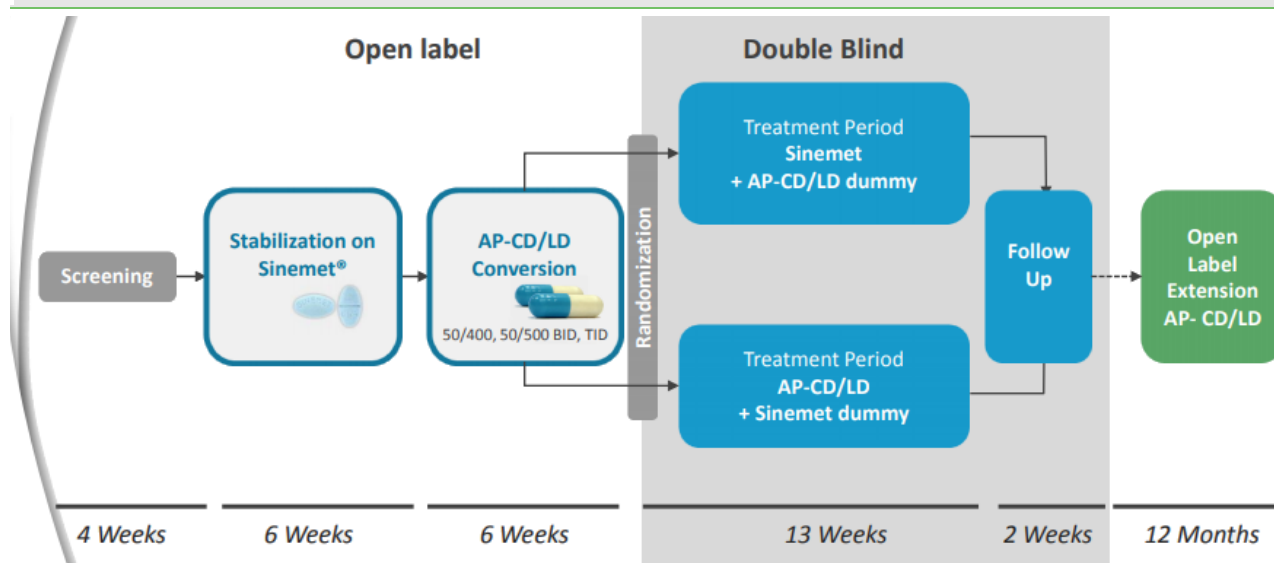 Open label
Double Blind
Screening
Stabilization on
Sinemet®
AP-CD/LD
Conversion
50/400, 50/500 BID, TID
Randomization
Treatment Period
Sinemet
+ AP-CD/LD dummy
Treatment Period
AP-CD/LD
+ Sinemet dummy
Follow
Up
Open
Label
Extension
AP- CD/LD
4 Weeks
6 Weeks
6 Weeks
13 Weeks
2 Weeks
12 Months